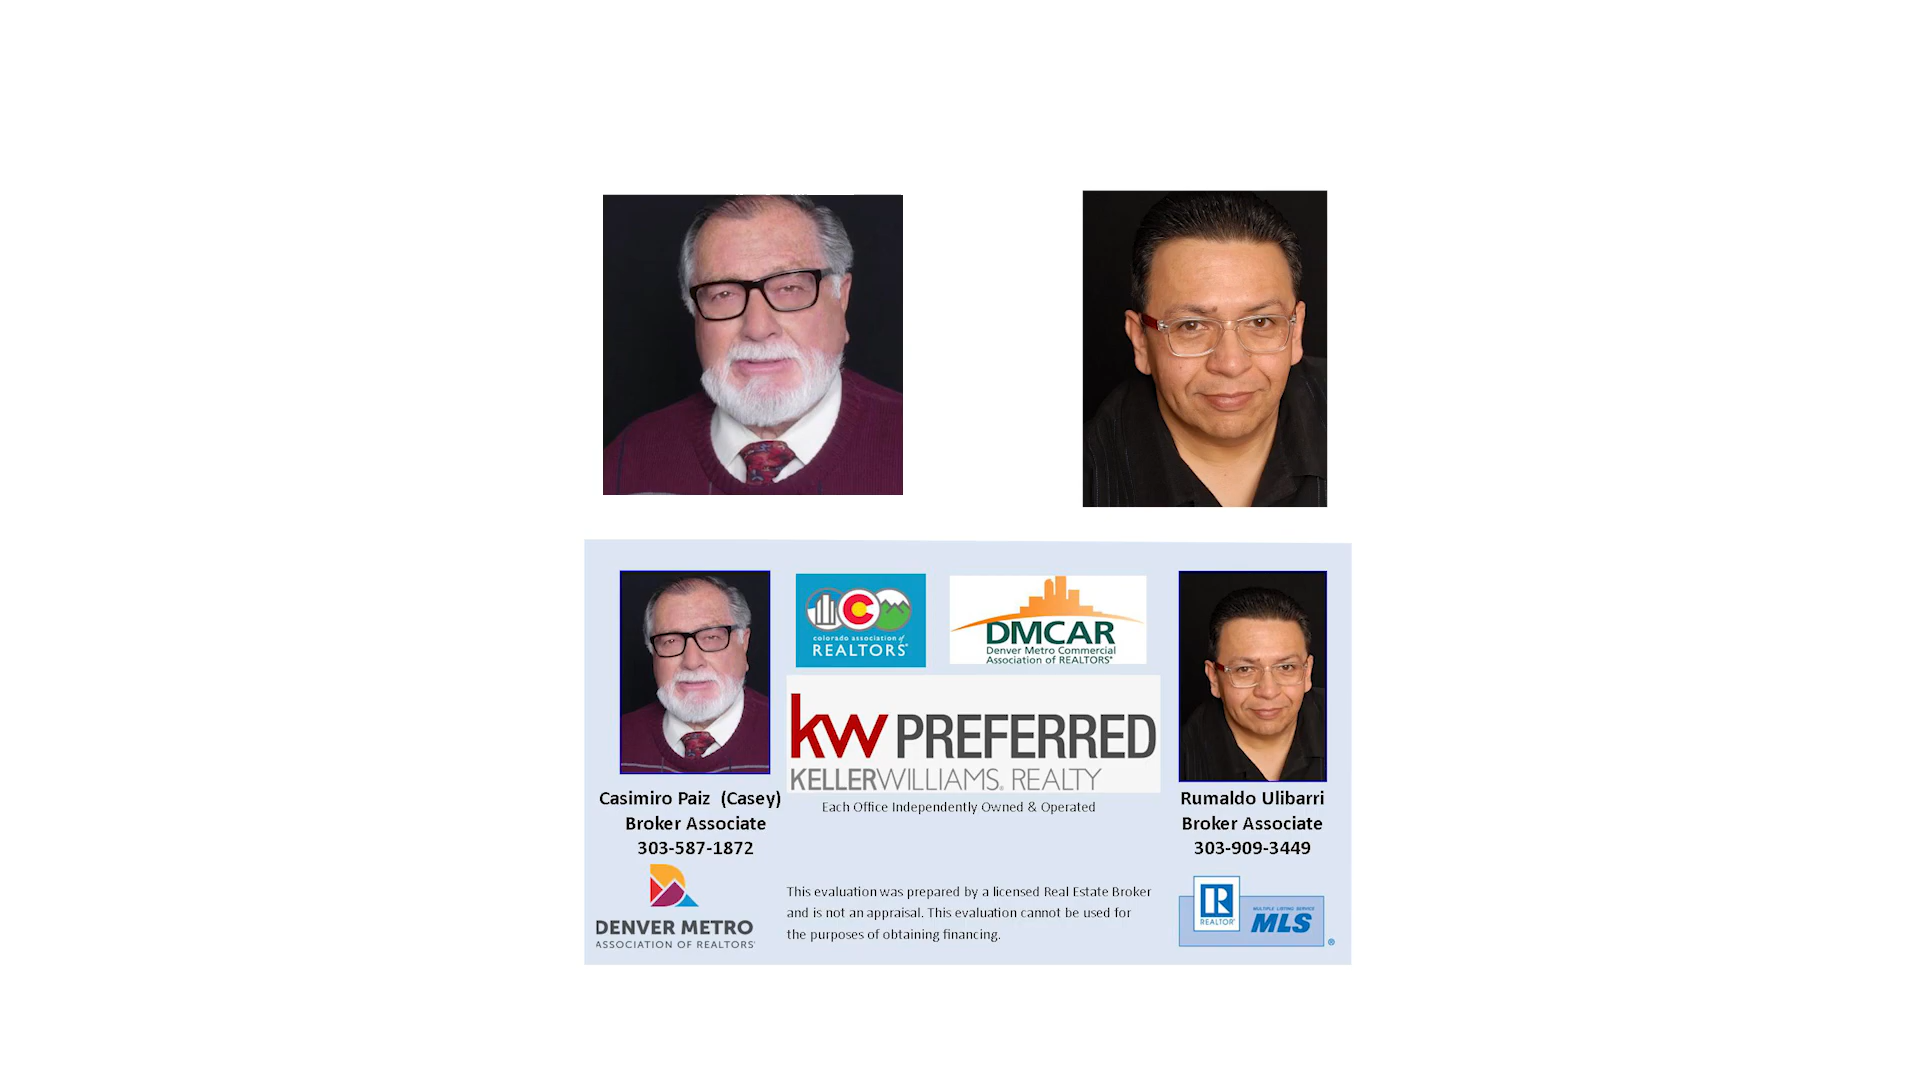 colorado association of
REALTORS®
DMCAR
Denver Metro Commercial
Association of REALTORS®
kw PREFERRED
KELLERWILLIAMS. REALTY
Each Office Independently Owned & Operated
Casimiro Paiz (Casey)
Broker Associate
303-587-1872
Rumaldo Ulibarri
Broker Associate
303-909-3449
DENVER METRO
ASSOCIATION OF REALTORS®
This evaluation was prepared by a licensed Real Estate Broker
and is not an appraisal. This evaluation cannot be used for
the purposes of obtaining financing.
R
REALTOR®
MULTIPLE LISTING SERVICE
MLS
®